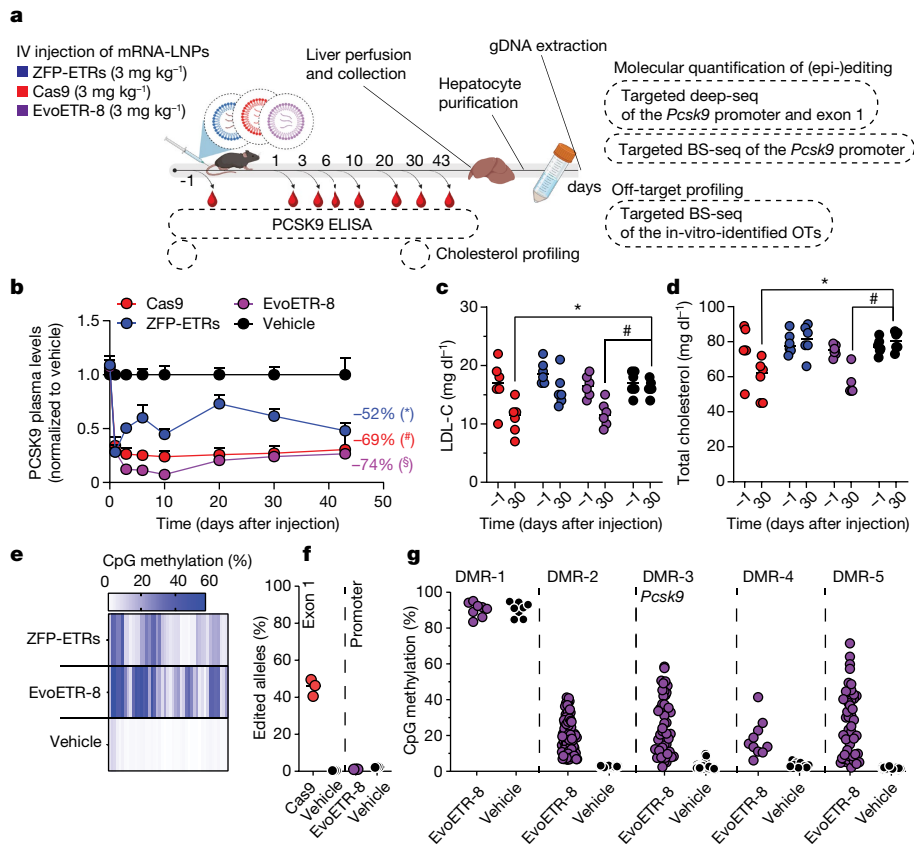 a
IV injection of mRNA-LNPs
ZFP-ETRs (3 mg kg⁻¹)
Cas9 (3 mg kg⁻¹)
EvoETR-8 (3 mg kg⁻¹)
Liver perfusion
and collection
gDNA extraction
Hepatocyte
purification
Molecular quantification of (epi-)editing
Targeted deep-seq
of the Pcsk9 promoter and exon 1
Targeted BS-seq of the Pcsk9 promoter
Off-target profiling
Targeted BS-seq
of the in-vitro-identified OTs
–1 1 3 6 10 20 30 43 days
PCSK9 ELISA
Cholesterol profiling
b
Cas9 EvoETR-8
ZFP-ETRs Vehicle
PCSK9 plasma levels
(normalized to vehicle)
1.5
1.0
0.5
0
–52% (*)
–69% (#)
–74% (§)
0 10 20 30 40 50
Time (days after injection)
c
LDL-C (mg dl⁻¹)
30
20
10
0
*
#
–1 30 –1 30 –1 30 –1 30
Time (days after injection)
d
Total cholesterol (mg dl⁻¹)
100
80
60
40
20
0
*
#
–1 30 –1 30 –1 30 –1 30
Time (days after injection)
e
CpG methylation (%)
0 20 40 60
ZFP-ETRs
EvoETR-8
Vehicle
f
Edited alleles (%)
100
80
60
40
20
0
Exon 1
Promoter
Cas9
Vehicle
EvoETR-8
Vehicle
g
CpG methylation (%)
100
80
60
40
20
0
DMR-1 DMR-2 DMR-3 DMR-4 DMR-5
Pcsk9
EvoETR-8 Vehicle EvoETR-8 Vehicle EvoETR-8 Vehicle EvoETR-8 Vehicle EvoETR-8 Vehicle